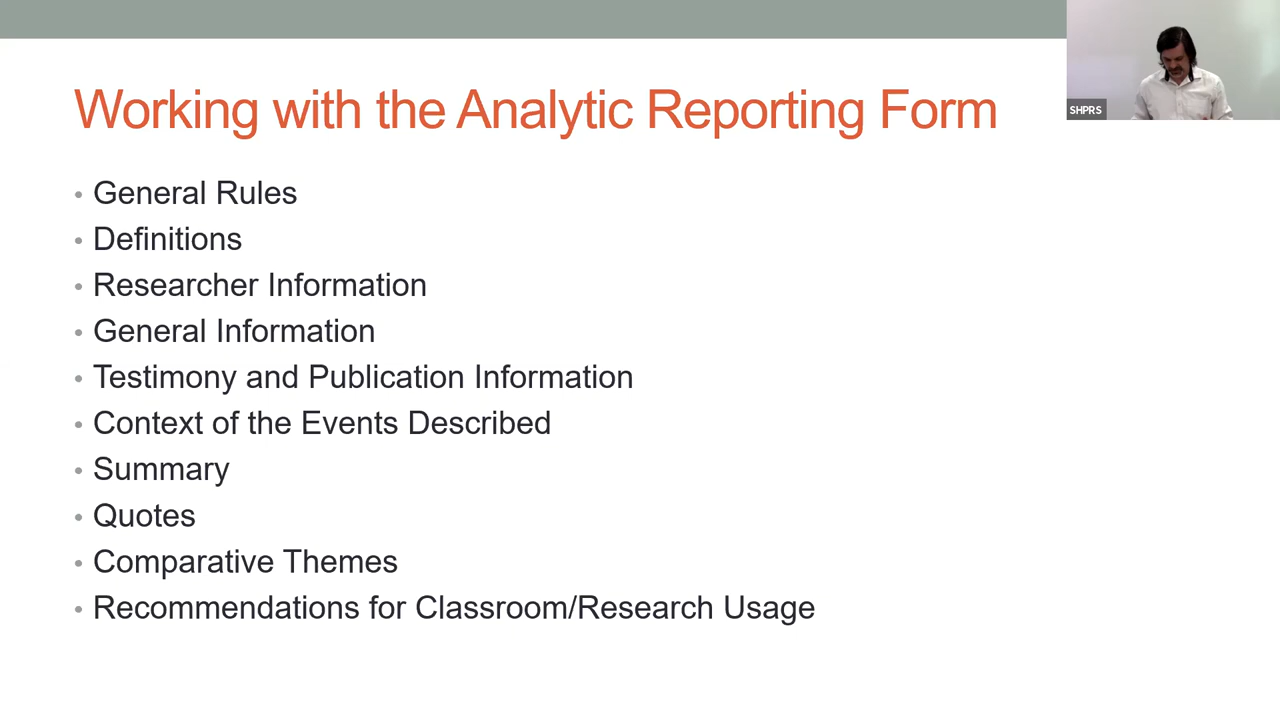 Working with the Analytic Reporting Form
SHPRS
• General Rules
• Definitions
• Researcher Information
• General Information
• Testimony and Publication Information
• Context of the Events Described
• Summary
• Quotes
• Comparative Themes
• Recommendations for Classroom/Research Usage